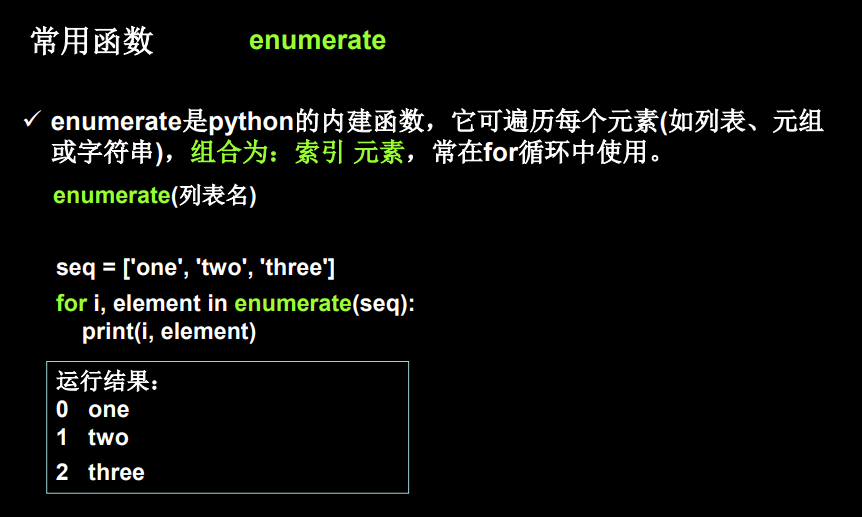 常用函数 enumerate
✓ enumerate是python的内建函数，它可遍历每个元素(如列表、元组
或字符串)，组合为：索引 元素，常在for循环中使用。
enumerate(列表名)
seq = ['one', 'two', 'three']
for i, element in enumerate(seq):
    print(i, element)
运行结果：
0 one
1 two
2 three